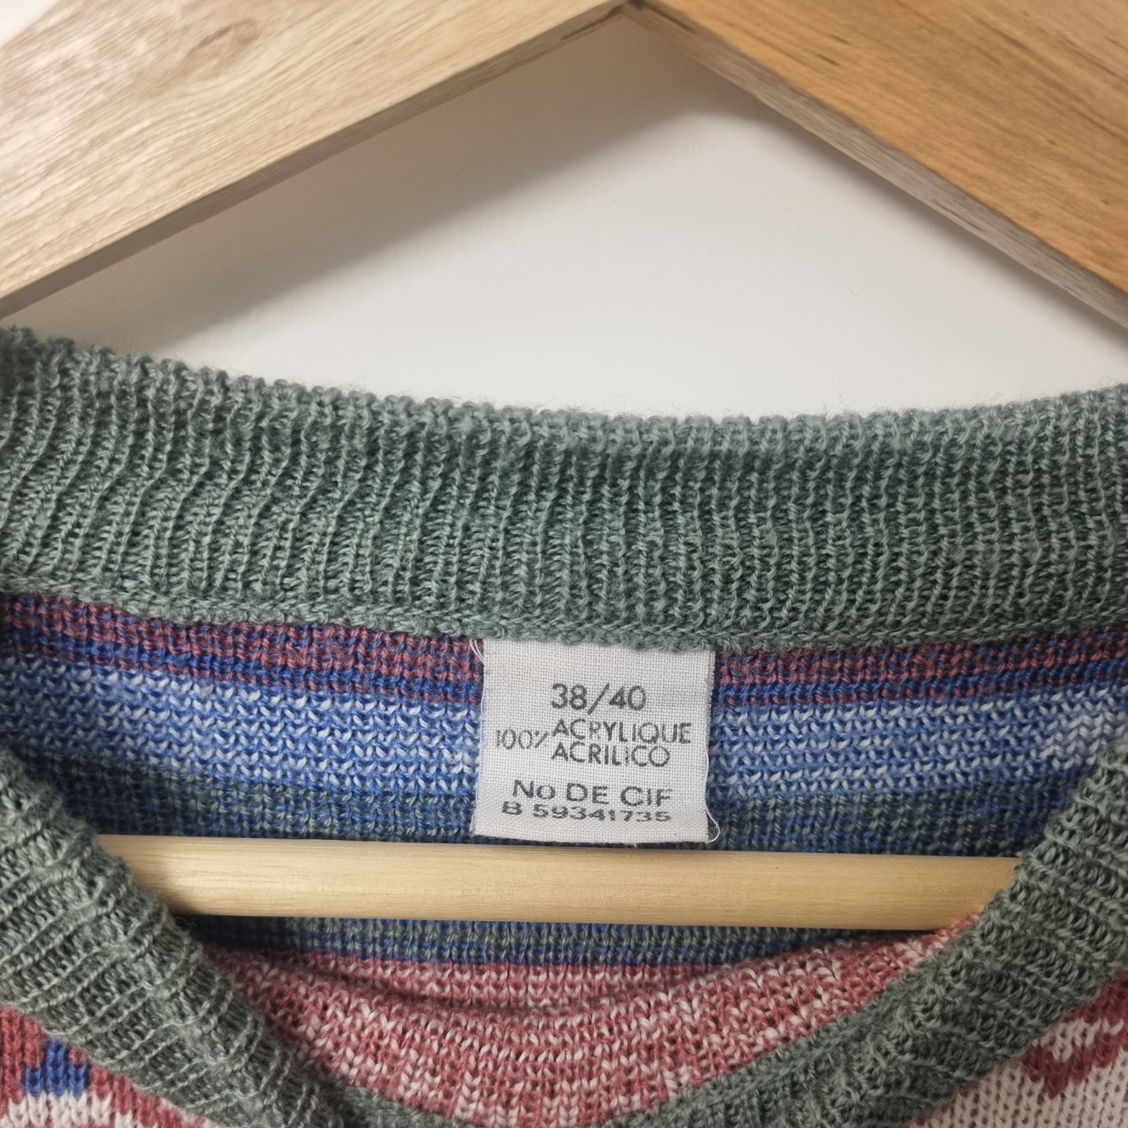 38/40
100% ACRYLIQUE
ACRILICO
No DE CIF
B 59341735